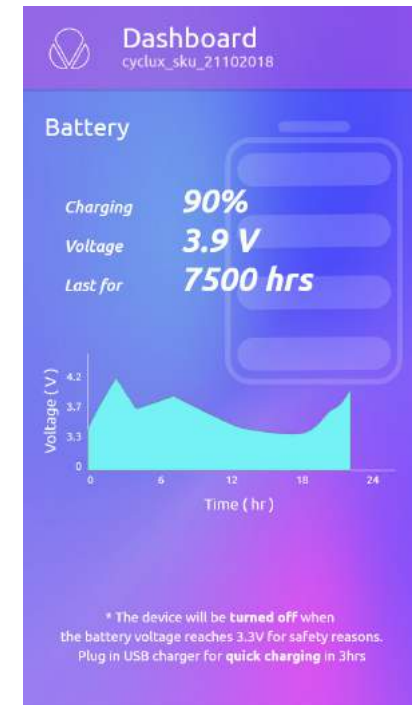 Dashboard
cyclux_sku_21102018
Battery
Charging 90%
Voltage 3.9 V
Last for 7500 hrs
Voltage ( V )
4.2
3.7
3.3
0
0 6 12 18 24
Time ( hr )
* The device will be turned off when
the battery voltage reaches 3.3V for safety reasons.
Plug in USB charger for quick charging in 3hrs